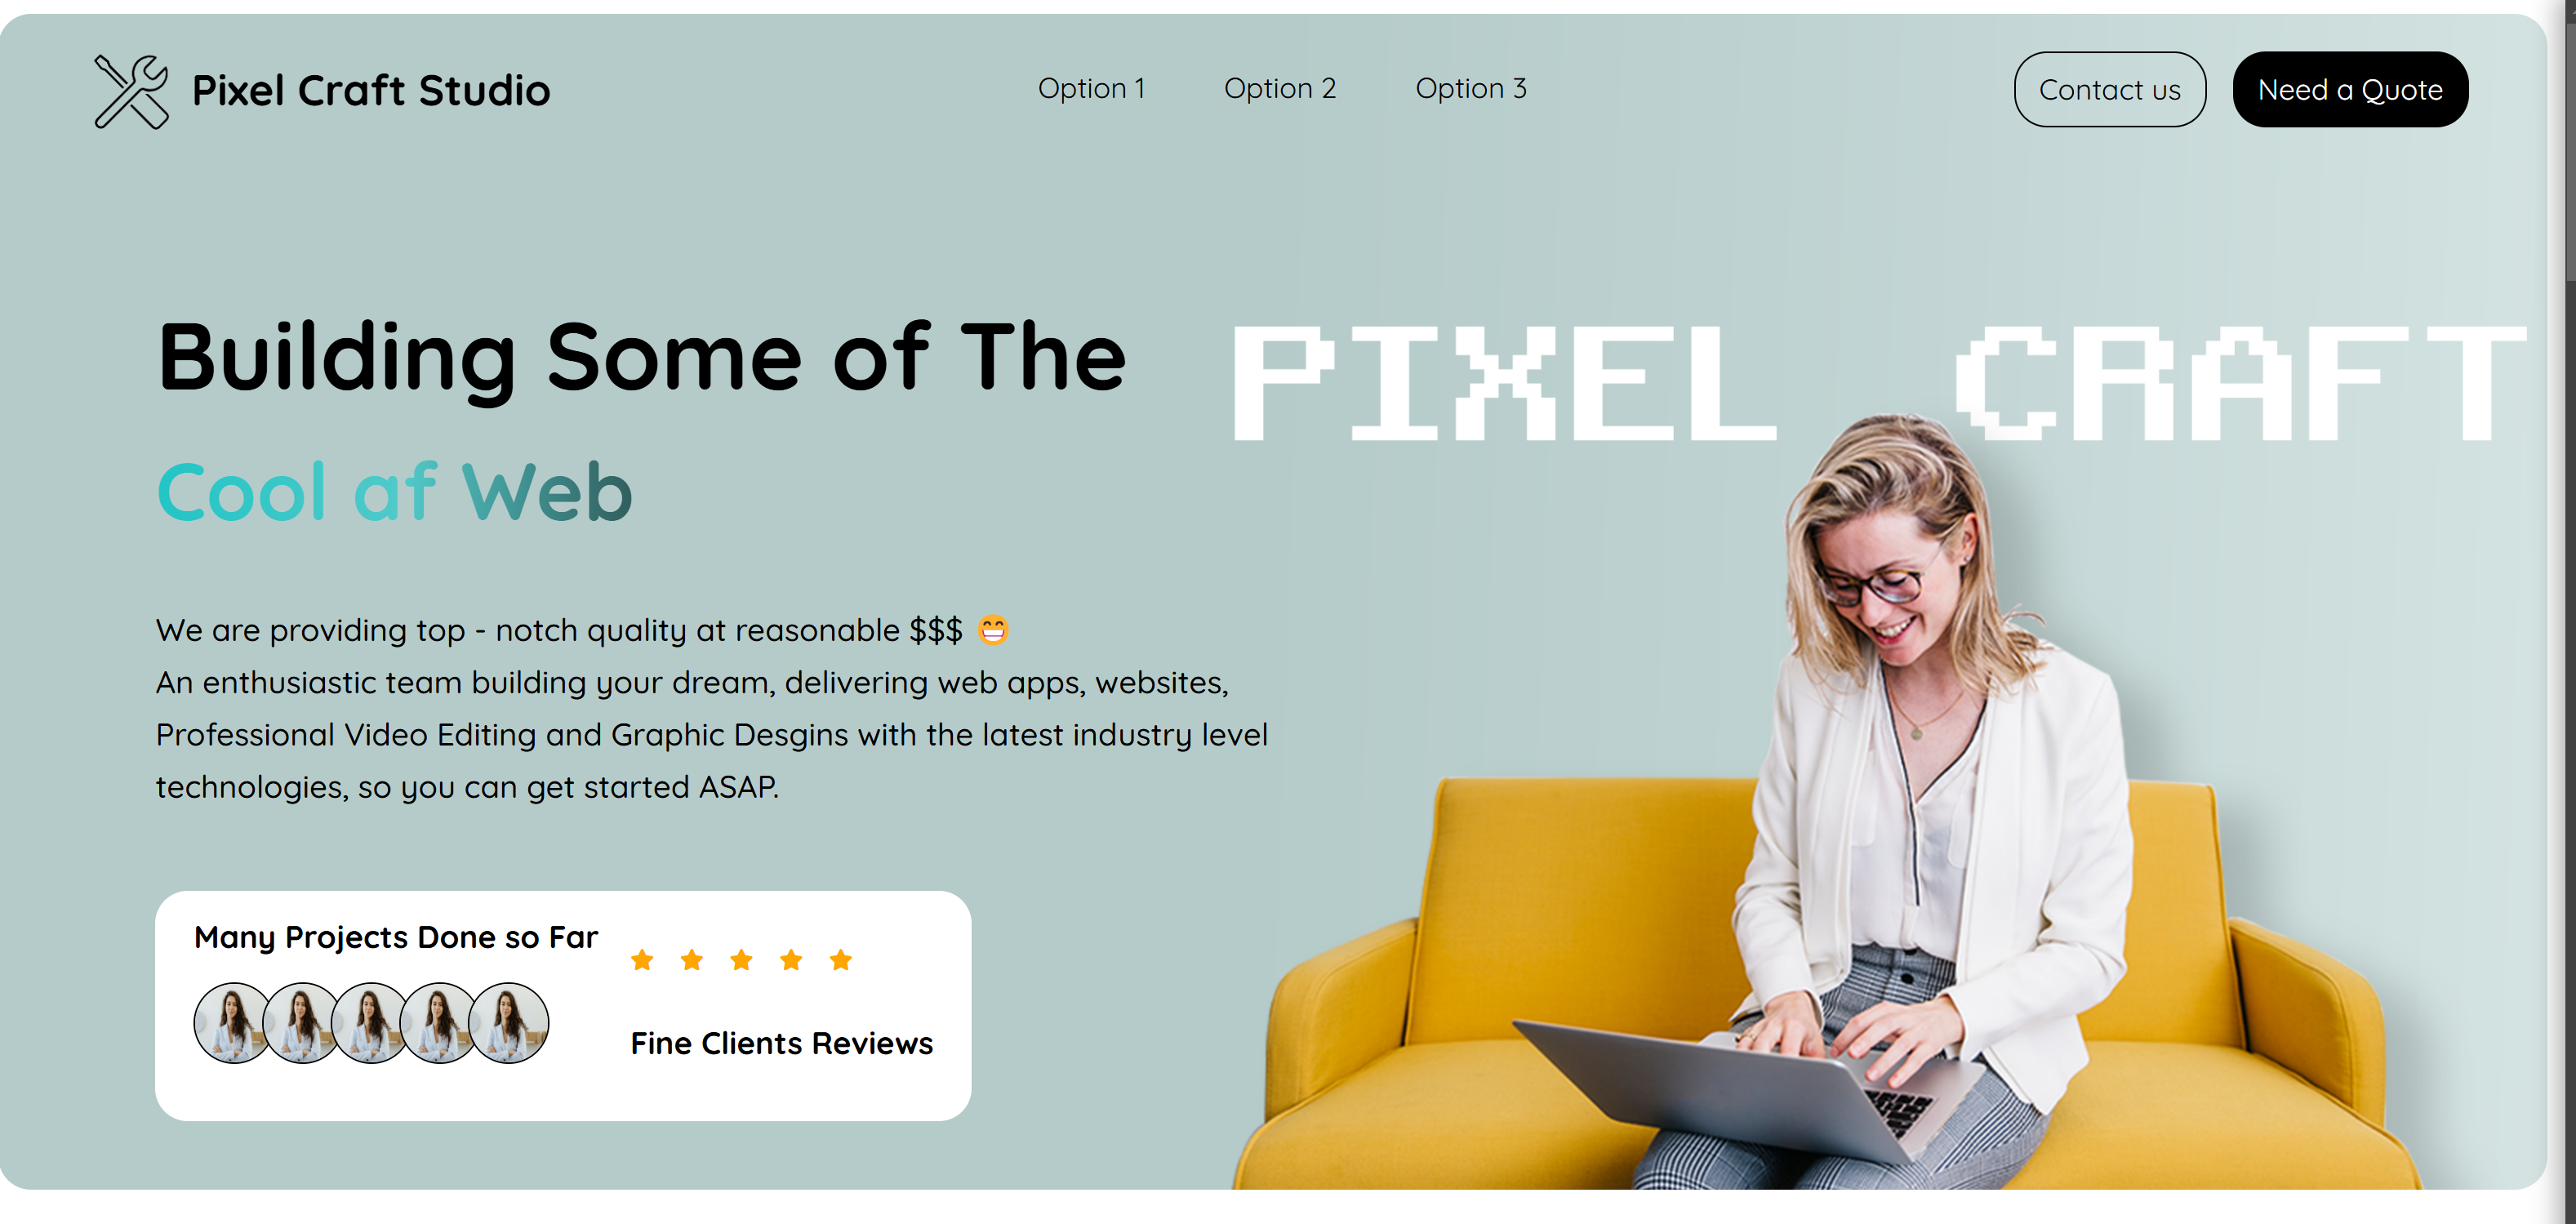 Pixel Craft Studio
Option 1
Option 2
Option 3
Contact us
Need a Quote
Building Some of The
Cool af Web
PIXEL CRAFT
We are providing top - notch quality at reasonable $$$ 😁
An enthusiastic team building your dream, delivering web apps, websites,
Professional Video Editing and Graphic Desgins with the latest industry level
technologies, so you can get started ASAP.
Many Projects Done so Far
Fine Clients Reviews